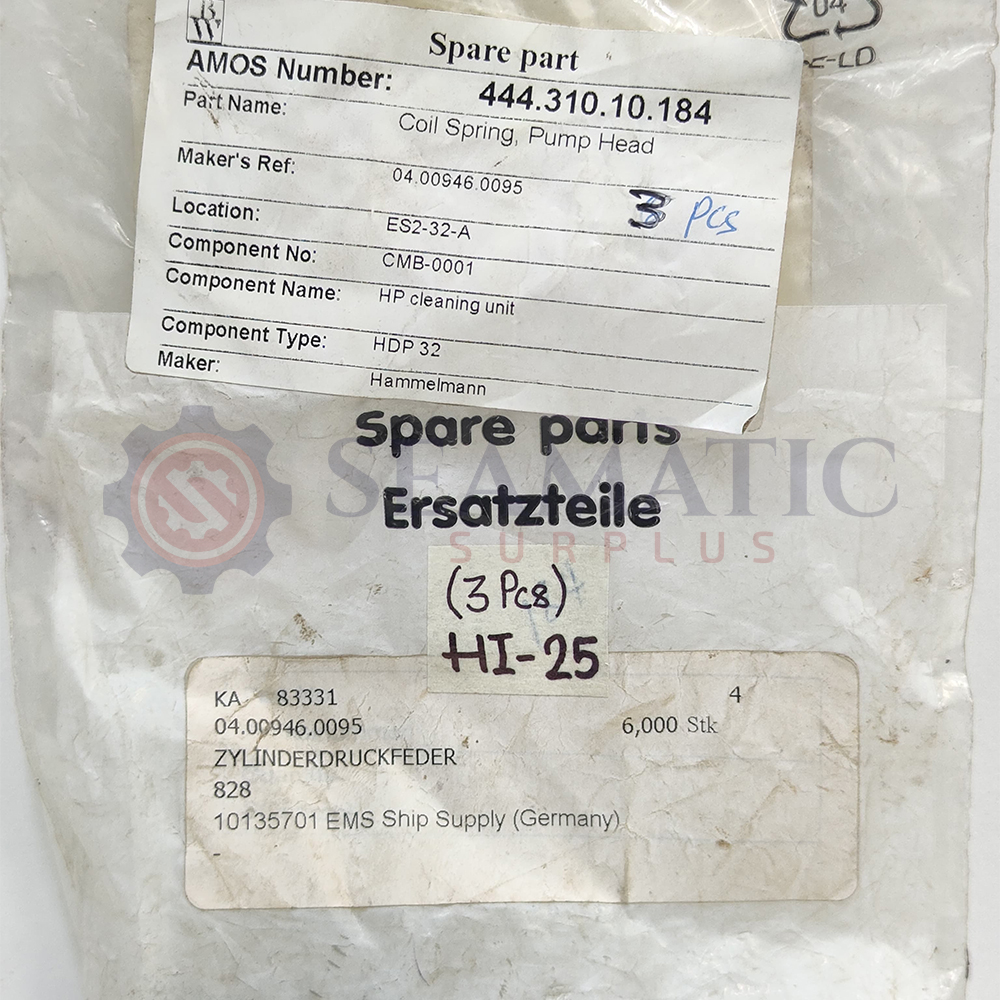 BW
04
PE-LD
Spare part
AMOS Number: 444.310.10.184
Part Name: Coil Spring, Pump Head
Maker's Ref: 04.00946.0095
3 Pcs
Location: ES2-32-A
Component No: CMB-0001
Component Name: HP cleaning unit
Component Type: HDP 32
Maker: Hammelmann
Spare parts
SEAMATIC
Ersatzteile
SURPLUS
(3 Pcs)
HI-25
KA 83331 4
04.00946.0095 6,000 Stk
ZYLINDERDRUCKFEDER
828
10135701 EMS Ship Supply (Germany)
-